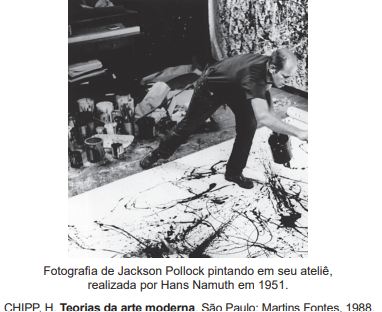 Fotografia de Jackson Pollock pintando em seu ateliê,
realizada por Hans Namuth em 1951.
CHIPP, H. Teorias da arte moderna. São Paulo: Martins Fontes, 1988.